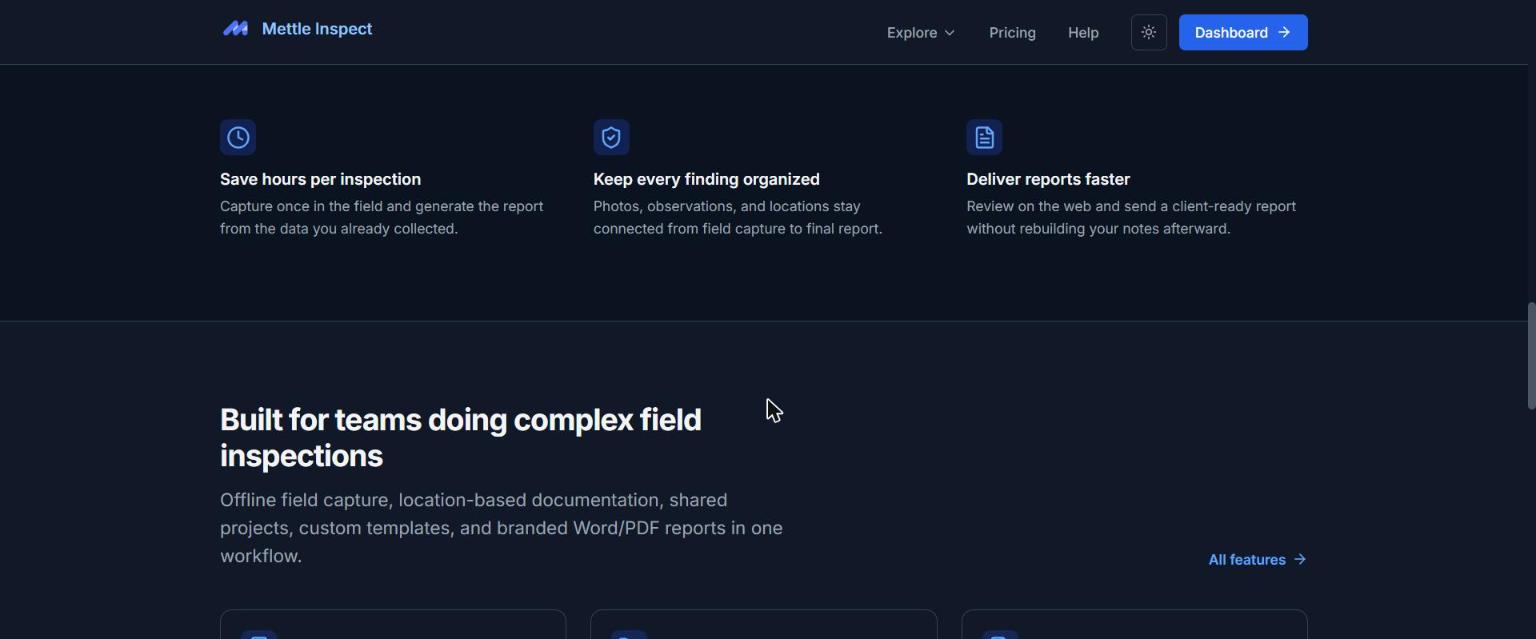 Mettle Inspect
Explore
Pricing
Help
Dashboard
Save hours per inspection
Capture once in the field and generate the report
from the data you already collected.
Keep every finding organized
Photos, observations, and locations stay
connected from field capture to final report.
Deliver reports faster
Review on the web and send a client-ready report
without rebuilding your notes afterward.
Built for teams doing complex field
inspections
Offline field capture, location-based documentation, shared
projects, custom templates, and branded Word/PDF reports in one
workflow.
All features